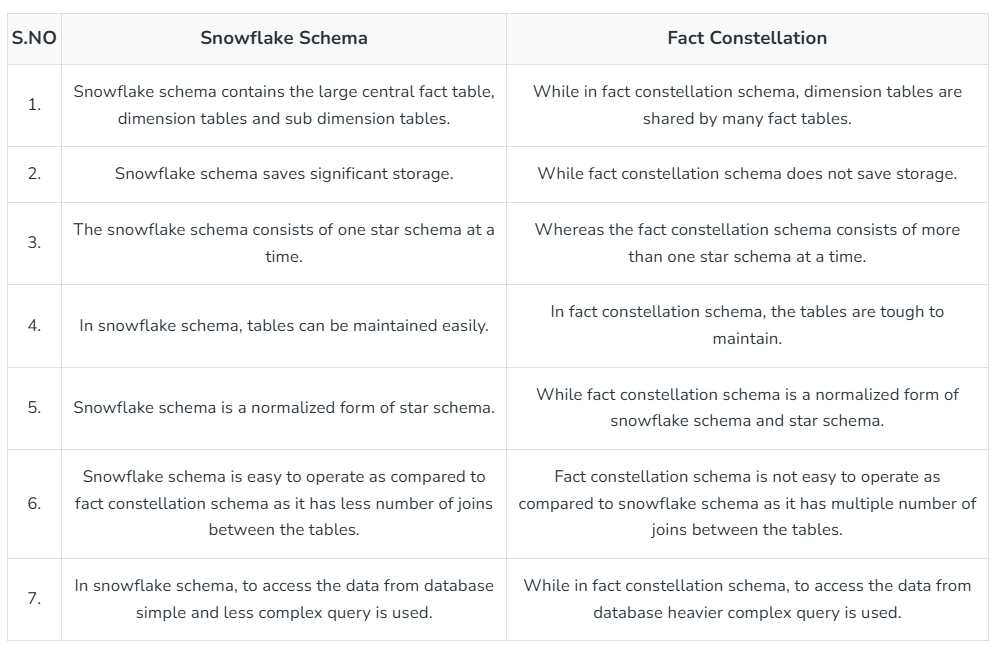 S.NO Snowflake Schema Fact Constellation
1. Snowflake schema contains the large central fact table, dimension tables and sub dimension tables. While in fact constellation schema, dimension tables are shared by many fact tables.
2. Snowflake schema saves significant storage. While fact constellation schema does not save storage.
3. The snowflake schema consists of one star schema at a time. Whereas the fact constellation schema consists of more than one star schema at a time.
4. In snowflake schema, tables can be maintained easily. In fact constellation schema, the tables are tough to maintain.
5. Snowflake schema is a normalized form of star schema. While fact constellation schema is a normalized form of snowflake schema and star schema.
6. Snowflake schema is easy to operate as compared to fact constellation schema as it has less number of joins between the tables. Fact constellation schema is not easy to operate as compared to snowflake schema as it has multiple number of joins between the tables.
7. In snowflake schema, to access the data from database simple and less complex query is used. While in fact constellation schema, to access the data from database heavier complex query is used.